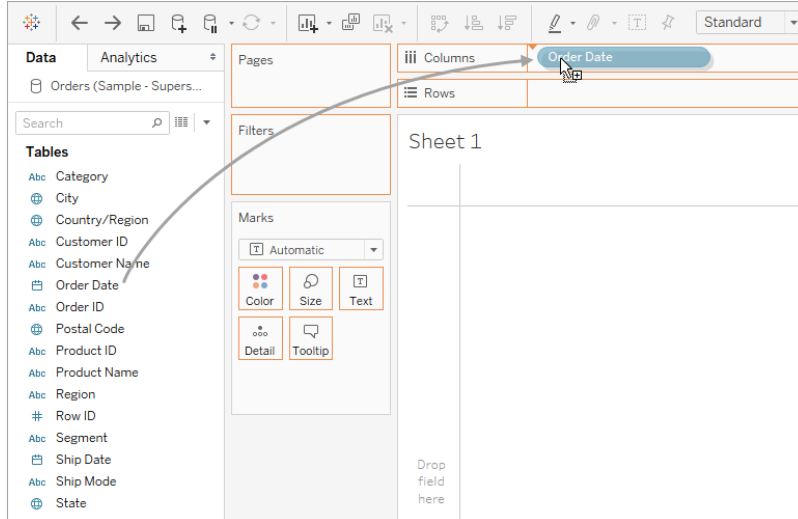 Standard
Data Analytics
Orders (Sample - Supers...
Search
Tables
Abc Category
City
Country/Region
Abc Customer ID
Abc Customer Name
Order Date
Abc Order ID
Postal Code
Abc Product ID
Abc Product Name
Abc Region
# Row ID
Abc Segment
Ship Date
Abc Ship Mode
State
Pages
Filters
Marks
T Automatic
Color Size Text
Detail Tooltip
Columns Order Date
Rows
Sheet 1
Drop
field
here